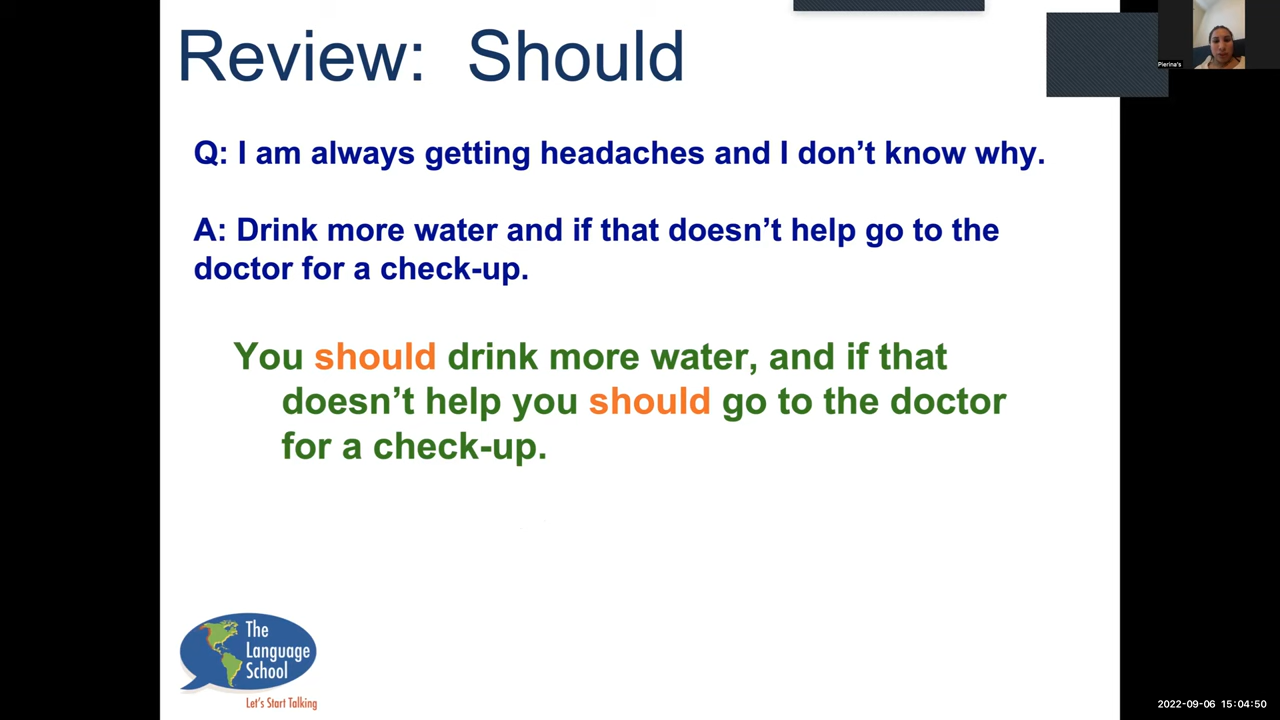 Review: Should
Pierina's
Q: I am always getting headaches and I don't know why.
A: Drink more water and if that doesn't help go to the
doctor for a check-up.
You should drink more water, and if that
doesn't help you should go to the doctor
for a check-up.
The
Language
School
Let's Start Talking
2022-09-06 15:04:50